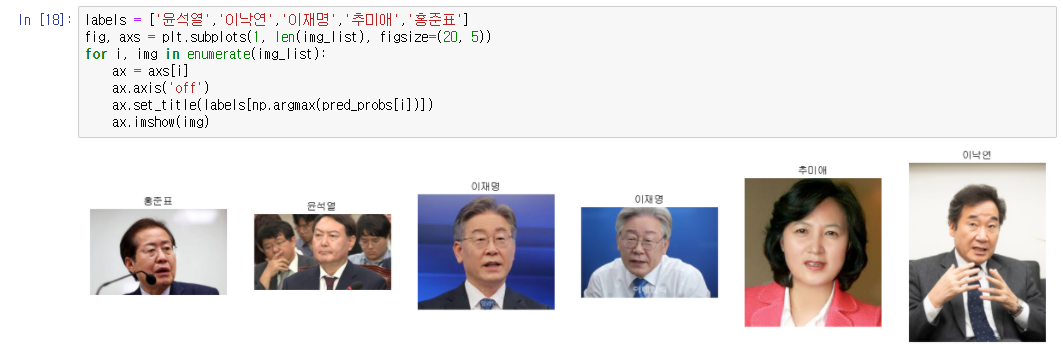 In [18]:
labels = ['윤석열','이낙연','이재명','추미애','홍준표']
fig, axs = plt.subplots(1, len(img_list), figsize=(20, 5))
for i, img in enumerate(img_list):
    ax = axs[i]
    ax.axis('off')
    ax.set_title(labels[np.argmax(pred_probs[i])])
    ax.imshow(img)
홍준표
윤석열
이재명
이재명
추미애
이낙연